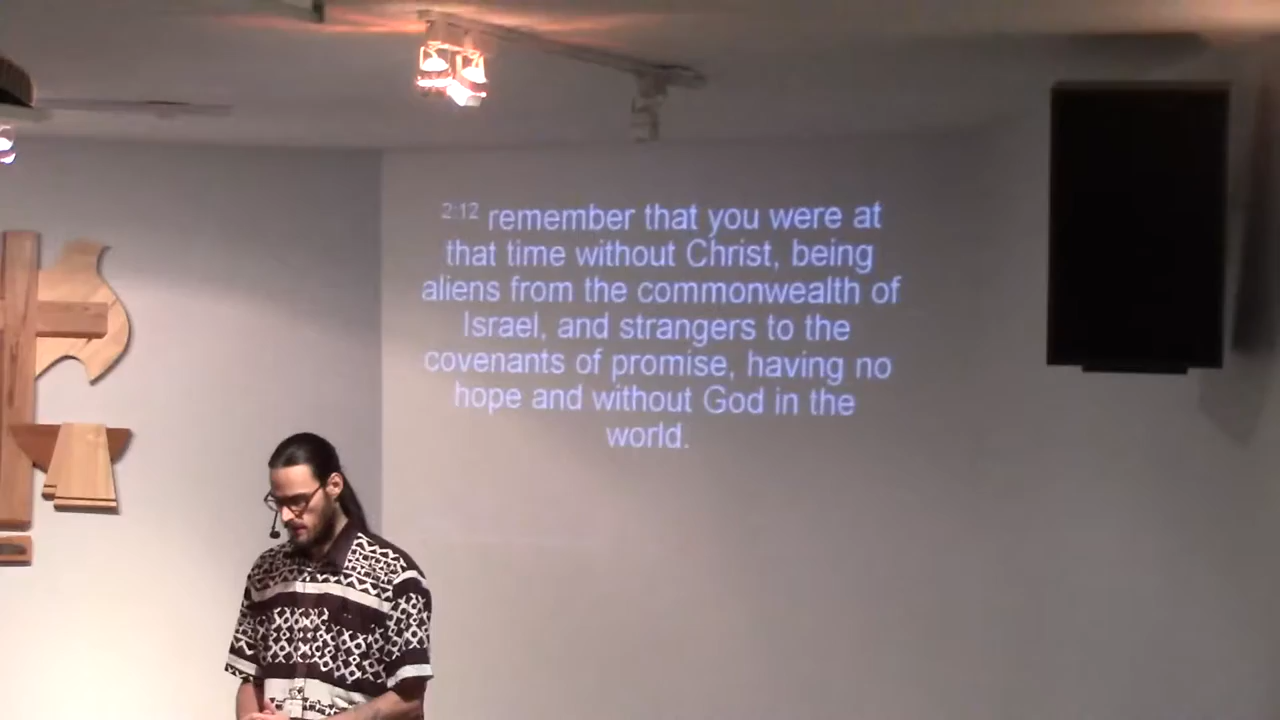 2:12 remember that you were at
that time without Christ, being
aliens from the commonwealth of
Israel, and strangers to the
covenants of promise, having no
hope and without God in the
world.